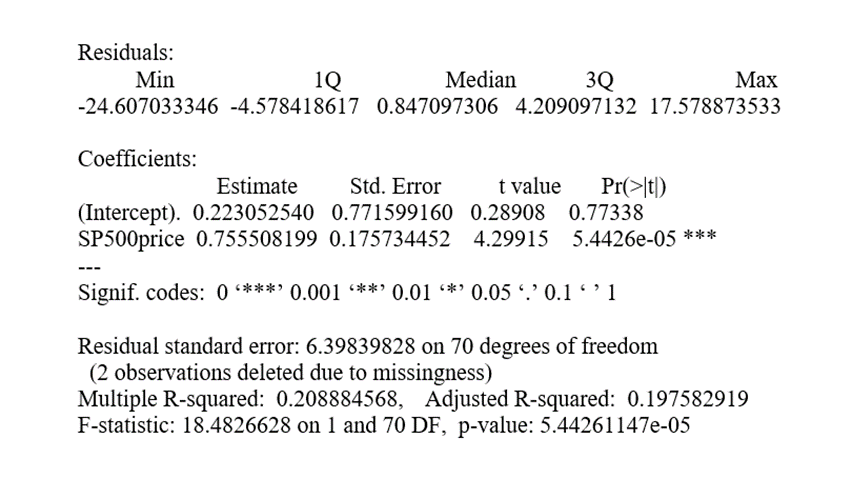 Residuals:
Min 1Q Median 3Q Max
-24.607033346 -4.578418617 0.847097306 4.209097132 17.578873533
Coefficients:
Estimate Std. Error t value Pr(>|t|)
(Intercept). 0.223052540 0.771599160 0.28908 0.77338
SP500price 0.755508199 0.175734452 4.29915 5.4426e-05 ***
---
Signif. codes: 0 ‘***’ 0.001 ‘**’ 0.01 ‘*’ 0.05 ‘.’ 0.1 ‘ ’ 1
Residual standard error: 6.39839828 on 70 degrees of freedom
(2 observations deleted due to missingness)
Multiple R-squared: 0.208884568, Adjusted R-squared: 0.197582919
F-statistic: 18.4826628 on 1 and 70 DF, p-value: 5.44261147e-05